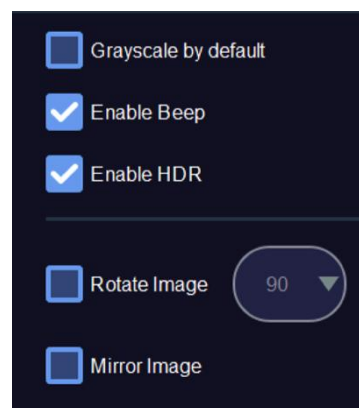 Grayscale by default
Enable Beep
Enable HDR
Rotate Image 90
Mirror Image